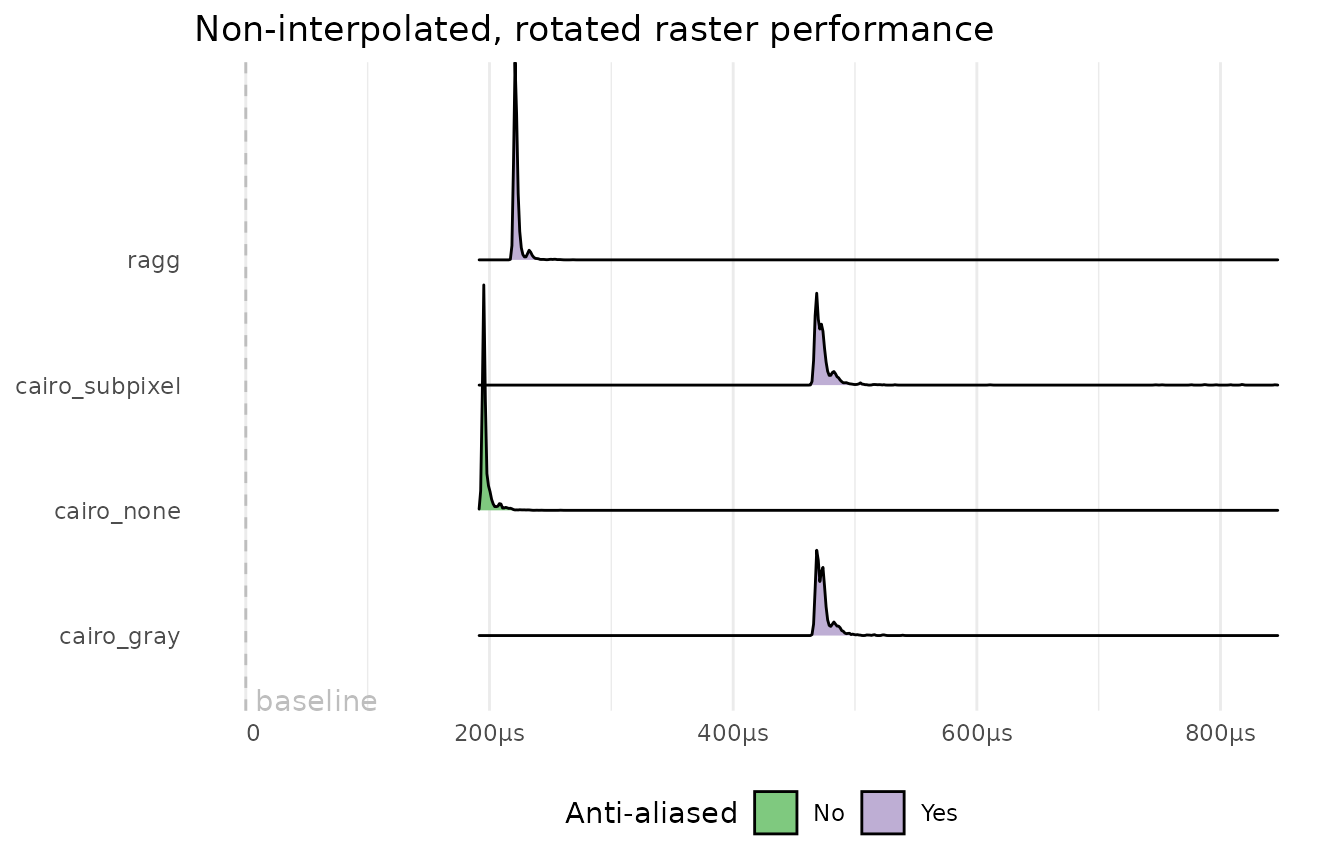 Non-interpolated, rotated raster performance
ragg
cairo_subpixel
cairo_none
cairo_gray
baseline
0 200µs 400µs 600µs 800µs
Anti-aliased No Yes